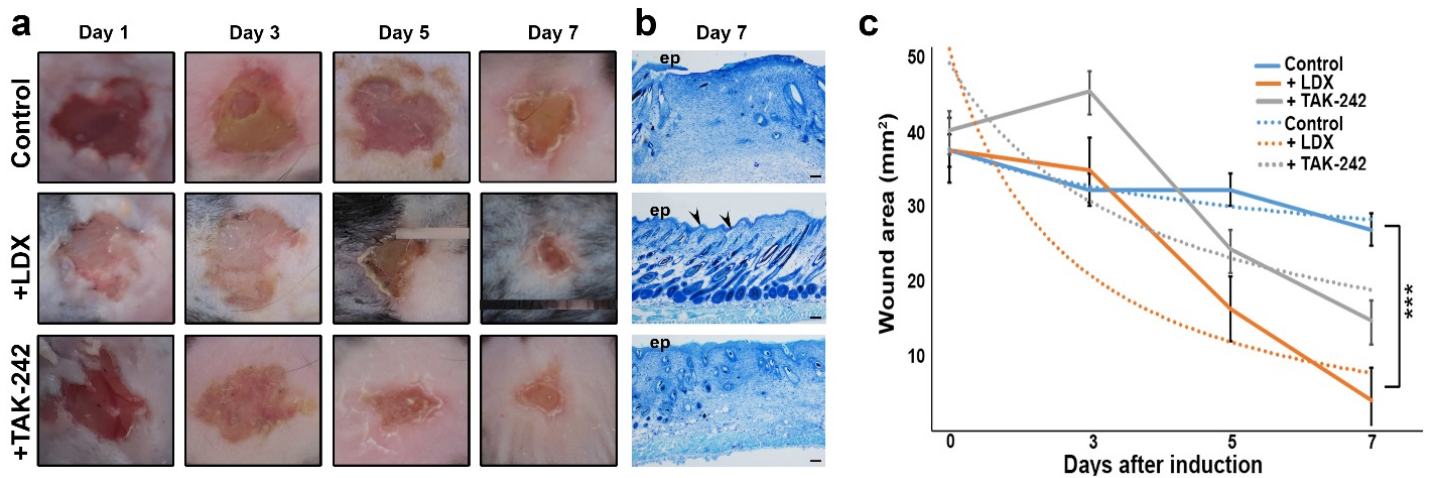 a
Day 1
Day 3
Day 5
Day 7
b
Day 7
c
Control
+LDX
+TAK-242
ep
ep
ep
Wound area (mm²)
50
40
30
20
10
0
3
5
7
Days after induction
Control
+ LDX
+ TAK-242
Control
+ LDX
+ TAK-242
***